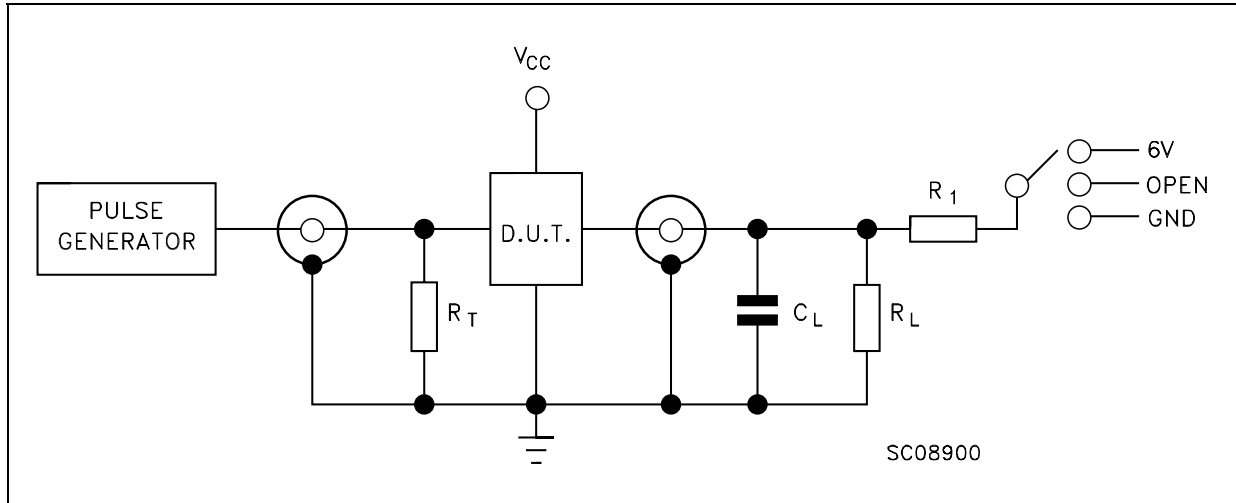 VCC
PULSE
GENERATOR
D.U.T.
RT
CL
RL
R1
6V
OPEN
GND
SC08900